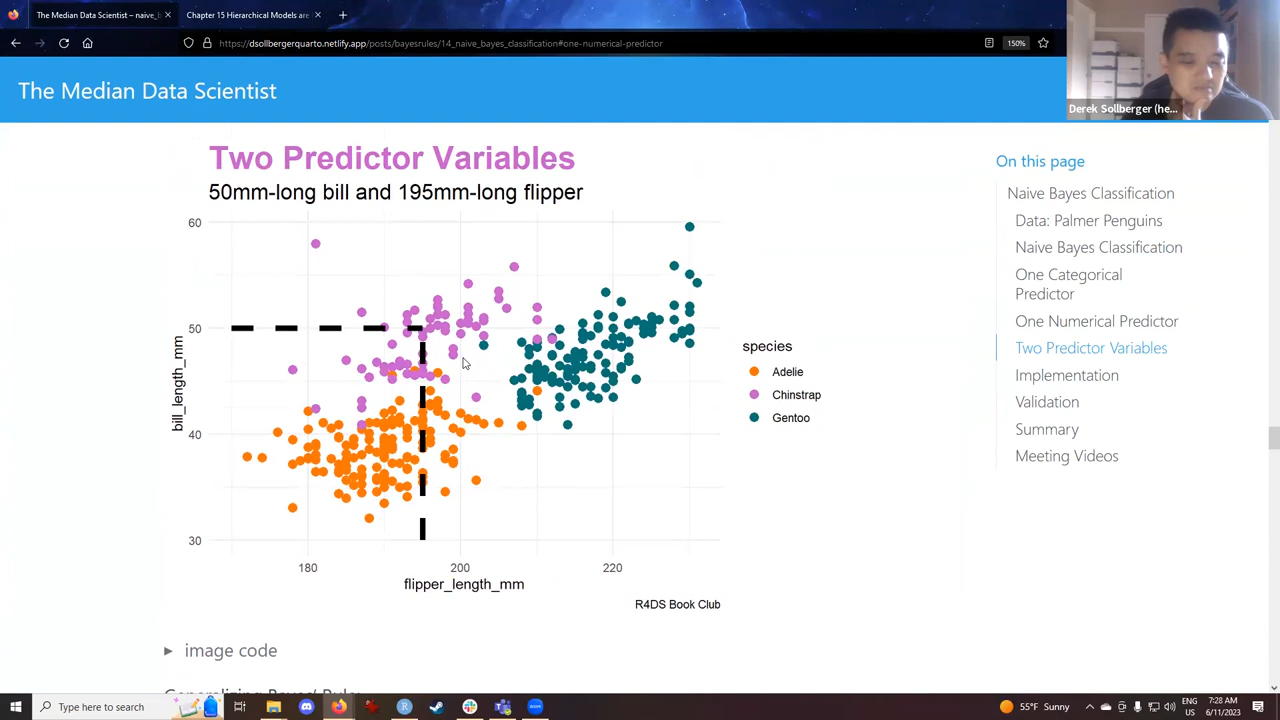 The Median Data Scientist – naive_b
Chapter 15 Hierarchical Models are
https://dsollbergerquarto.netlify.app/posts/bayesrules/14_naive_bayes_classification#one-numerical-predictor
150%
Derek Sollberger (he...
The Median Data Scientist
Two Predictor Variables
50mm-long bill and 195mm-long flipper
60
50
40
30
bill_length_mm
180
200
220
flipper_length_mm
species
Adelie
Chinstrap
Gentoo
R4DS Book Club
On this page
Naive Bayes Classification
Data: Palmer Penguins
Naive Bayes Classification
One Categorical
Predictor
One Numerical Predictor
Two Predictor Variables
Implementation
Validation
Summary
Meeting Videos
image code
Generalizing Bayes' Rule
Type here to search
55°F Sunny
ENG
US
7:28 AM
6/11/2023